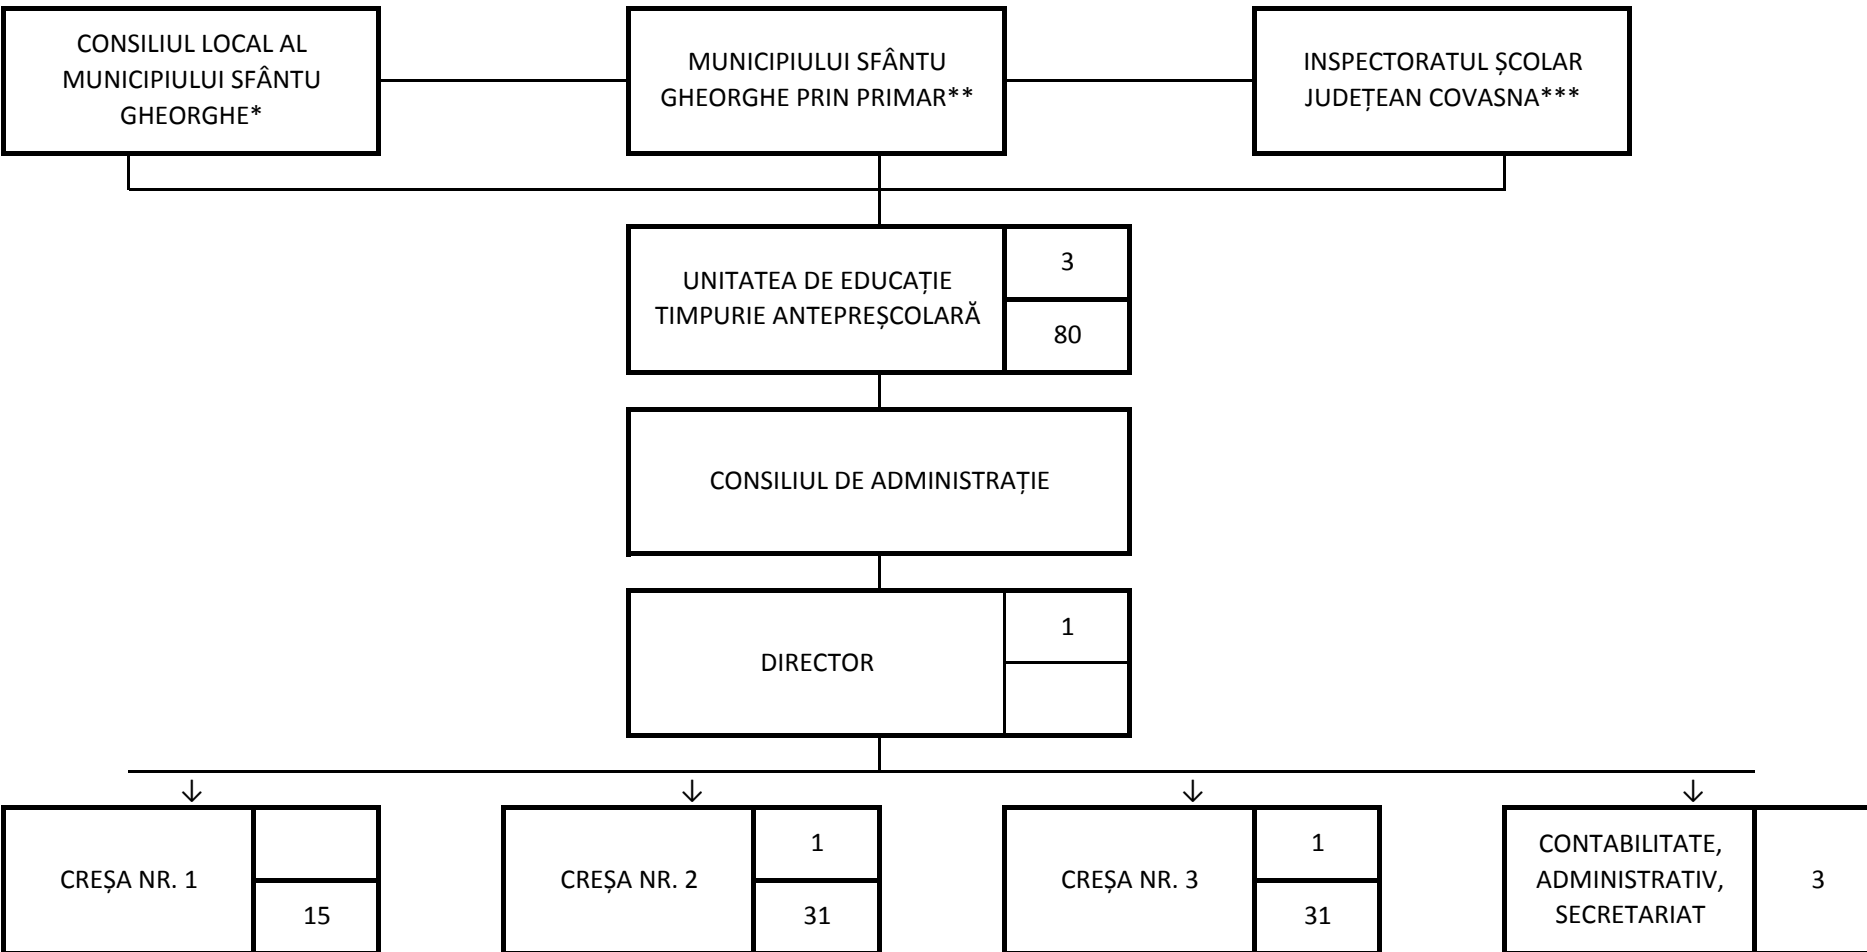 CONSILIUL LOCAL AL
MUNICIPIULUI SFÂNTU
GHEORGHE*
MUNICIPIULUI SFÂNTU
GHEORGHE PRIN PRIMAR**
INSPECTORATUL ȘCOLAR
JUDEȚEAN COVASNA***
UNITATEA DE EDUCAȚIE
TIMPURIE ANTEPREȘCOLARĂ
3
80
CONSILIUL DE ADMINISTRAȚIE
DIRECTOR
1
CREȘA NR. 1
15
CREȘA NR. 2
1
31
CREȘA NR. 3
1
31
CONTABILITATE,
ADMINISTRATIV,
SECRETARIAT
3